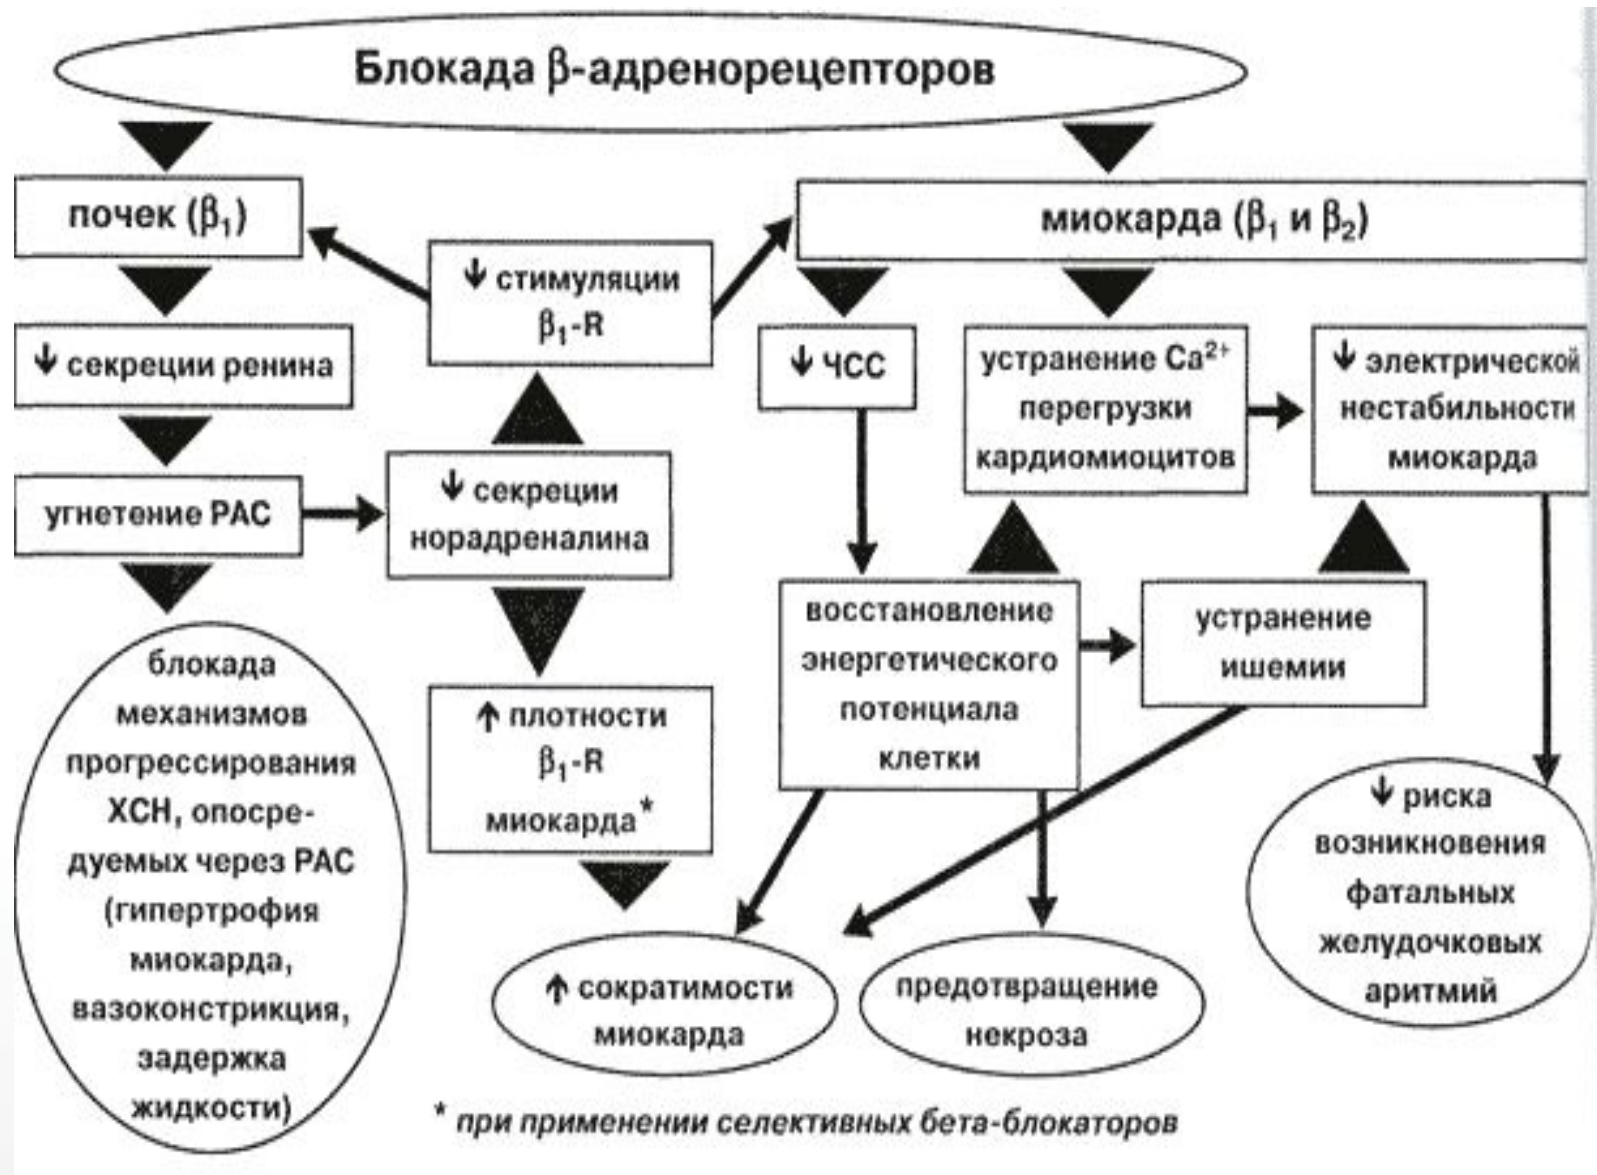 Блокада β-адренорецепторов
почек (β₁)
миокарда (β₁ и β₂)
↓ стимуляции
β₁-R
↓ секреции ренина
↓ ЧСС
устранение Ca²⁺
перегрузки
кардиомиоцитов
↓ электрической
нестабильности
миокарда
угнетение РАС
↓ секреции
норадреналина
восстановление
энергетического
потенциала
клетки
устранение
ишемии
блокада
механизмов
прогрессирования
ХСН, опосре-
дуемых через РАС
(гипертрофия
миокарда,
вазоконстрикция,
задержка
жидкости)
↑ плотности
β₁-R
миокарда*
↓ риска
возникновения
фатальных
желудочковых
аритмий
↑ сократимости
миокарда
предотвращение
некроза
* при применении селективных бета-блокаторов